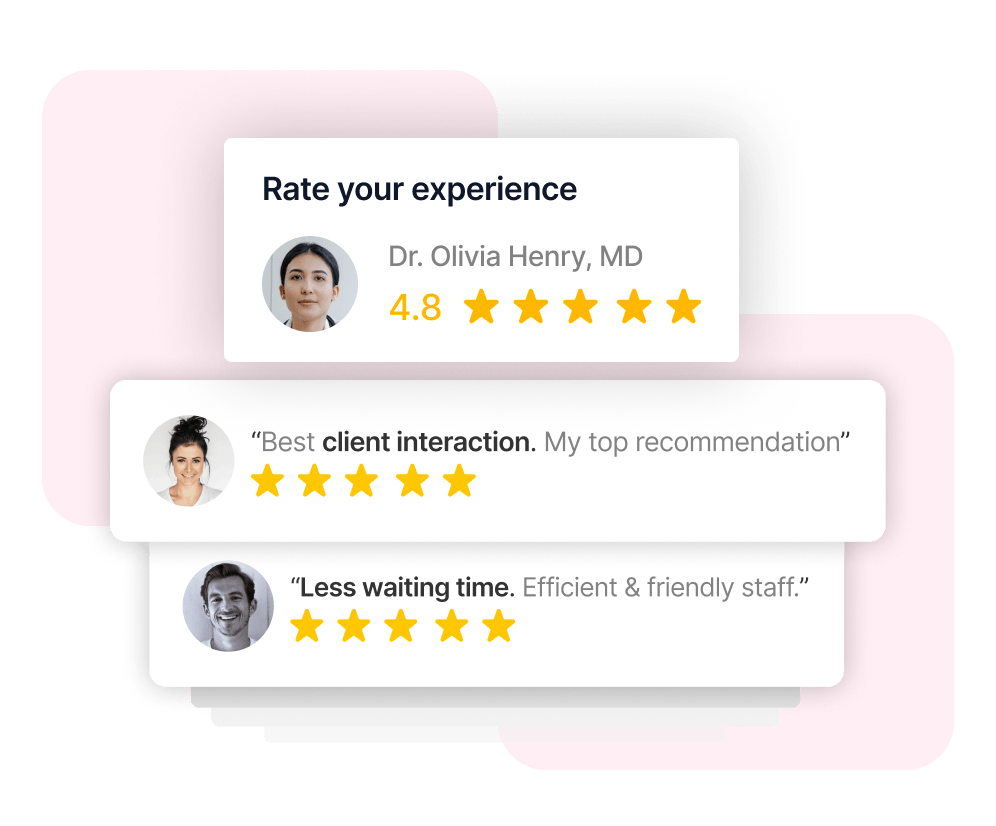 Rate your experience
Dr. Olivia Henry, MD
4.8
“Best client interaction. My top recommendation”
“Less waiting time. Efficient & friendly staff.”